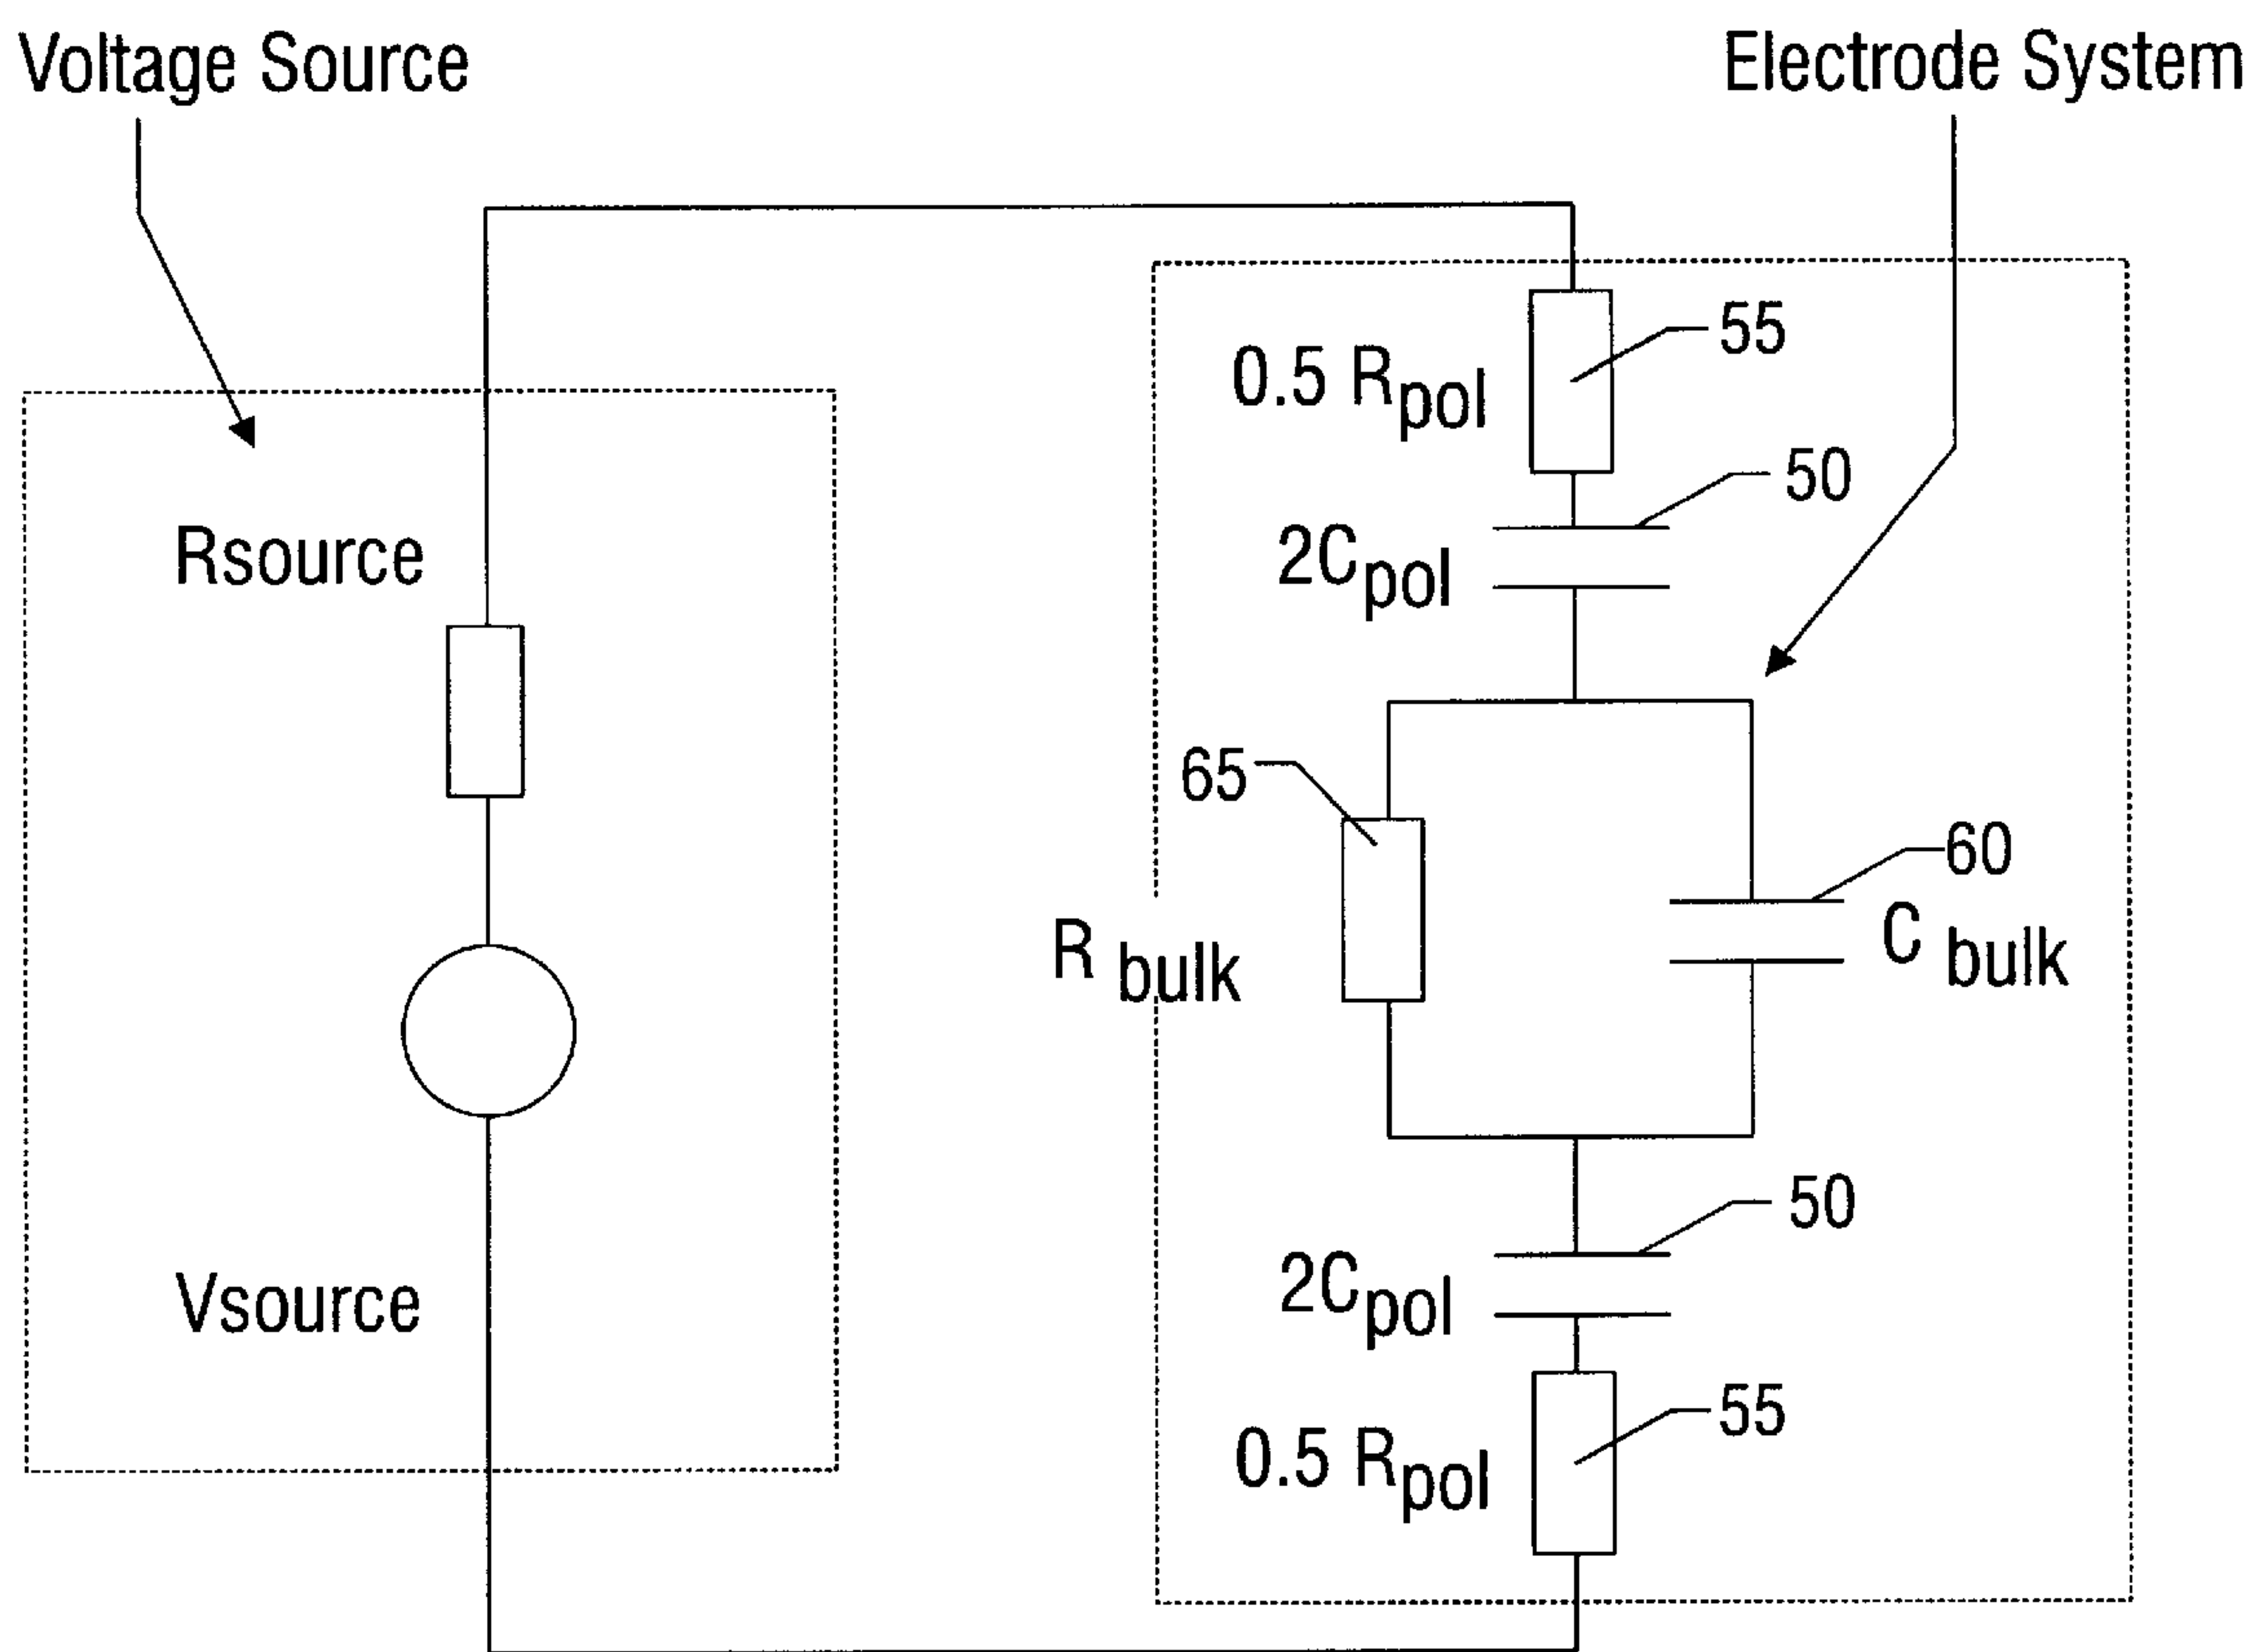 Voltage Source
Electrode System
55
0.5 Rpol
50
2Cpol
Rsource
65
60
R bulk
C bulk
50
2Cpol
Vsource
55
0.5 Rpol